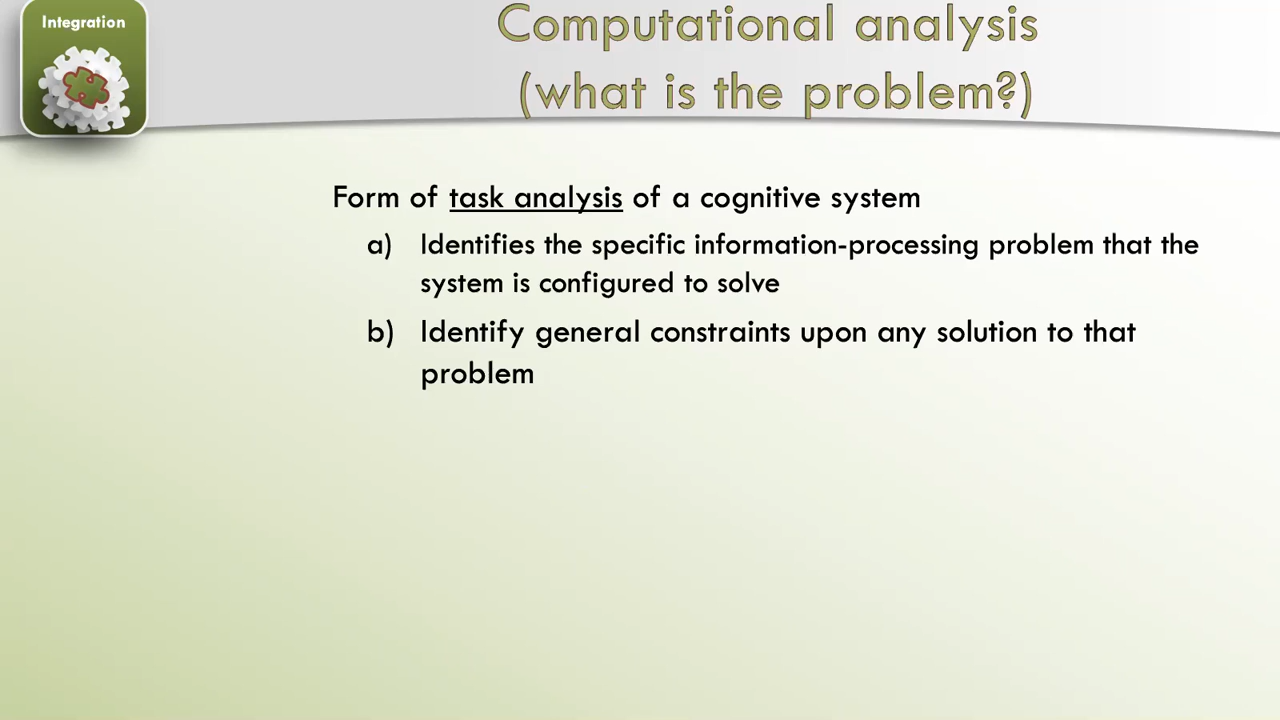 Integration
Computational analysis
(what is the problem?)
Form of task analysis of a cognitive system
a) Identifies the specific information-processing problem that the
system is configured to solve
b) Identify general constraints upon any solution to that
problem